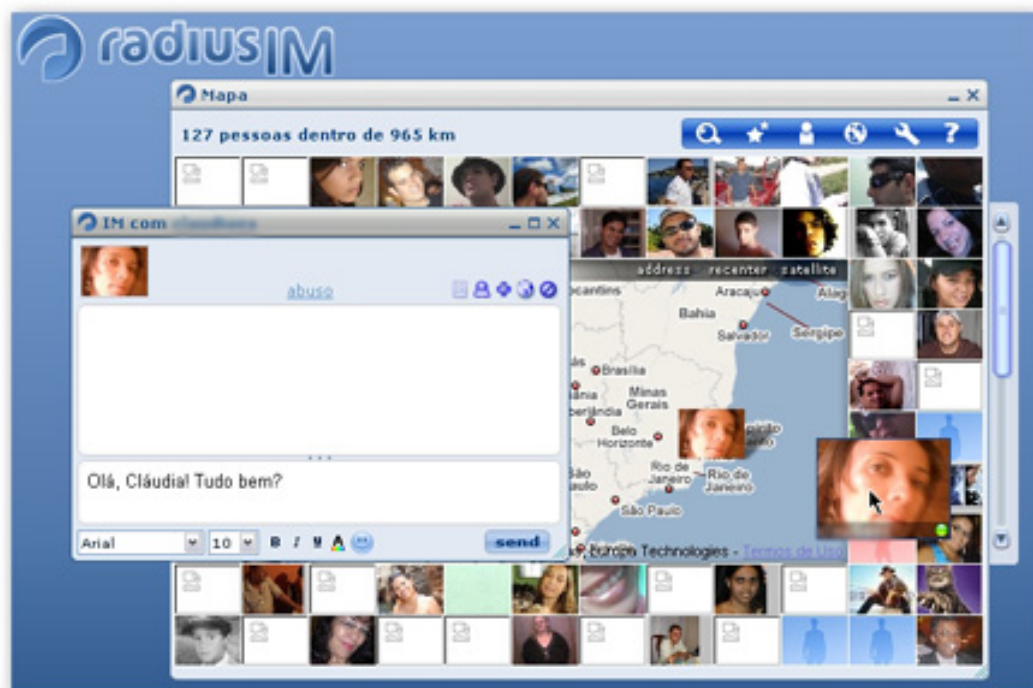 radiusIM
Mapa
127 pessoas dentro de 965 km
?
IM com
abuso
address recenter satellite
Aracaju
Alag
Bahia
Salvador
Sergipe
Brasília
Minas
Gerais
Belo
Horizonte
Rio de
Janeiro
Rio de
Janeiro
São Paulo
Olá, Cláudia! Tudo bem?
Arial 10 B I U A send
Europa Technologies - Termos de Uso